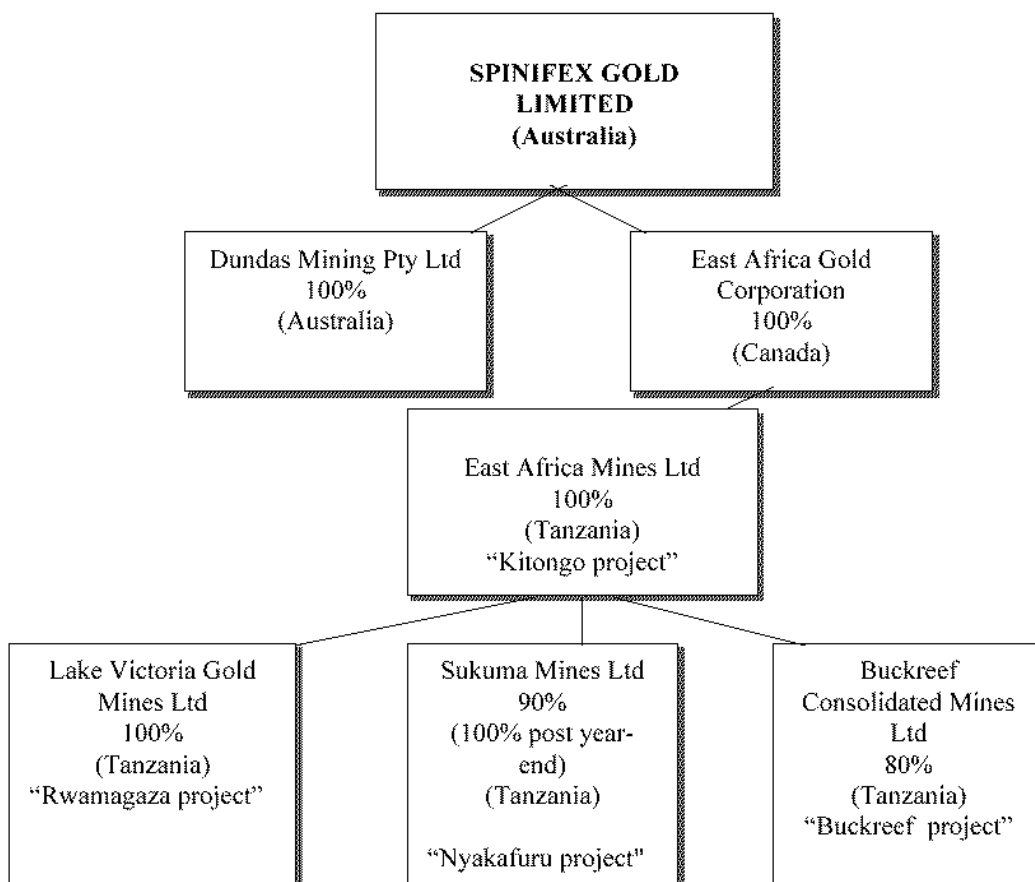 SPINIFEX GOLD
LIMITED
(Australia)
Dundas Mining Pty Ltd
100%
(Australia)
East Africa Gold
Corporation
100%
(Canada)
East Africa Mines Ltd
100%
(Tanzania)
“Kitongo project”
Lake Victoria Gold
Mines Ltd
100%
(Tanzania)
“Rwamagaza project”
Sukuma Mines Ltd
90%
(100% post year-
end)
(Tanzania)
“Nyakafuru project"
Buckreef
Consolidated Mines
Ltd
80%
(Tanzania)
“Buckreef  project”